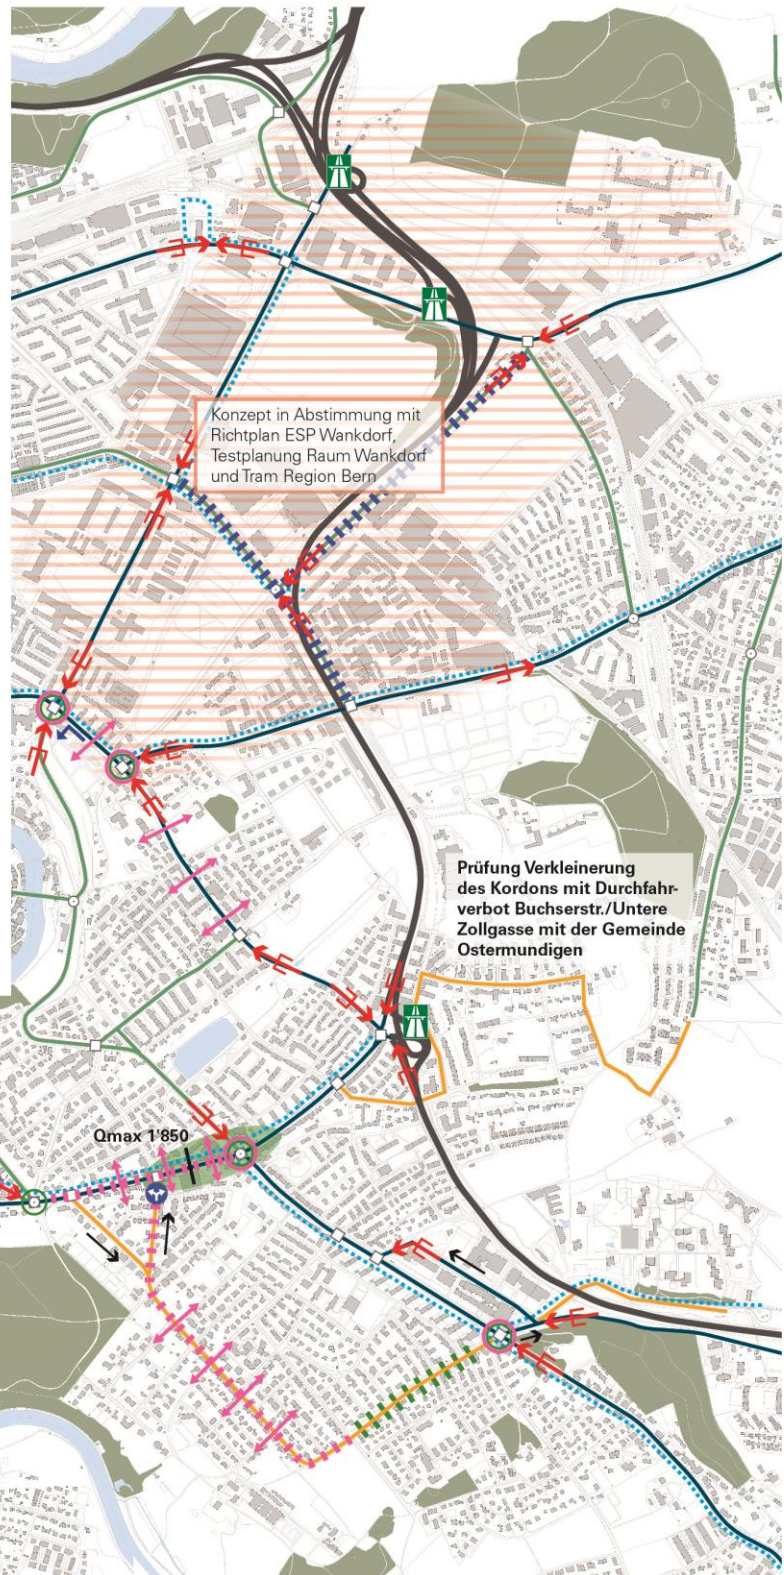 Konzept in Abstimmung mit
Richtplan ESP Wankdorf,
Testplanung Raum Wankdorf
und Tram Region Bern
Prüfung Verkleinerung
des Kordons mit Durchfahr-
verbot Buchserstr./Untere
Zollgasse mit der Gemeinde
Ostermundigen
Qmax 1'850